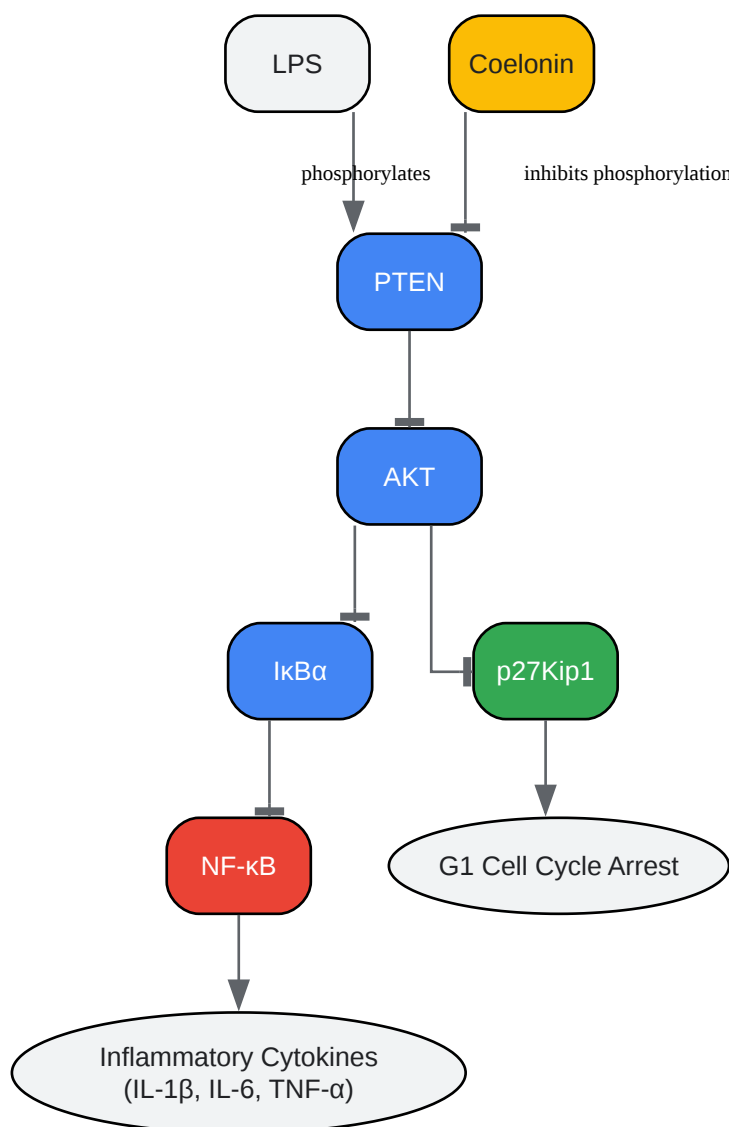 LPS
Coelonin
phosphorylates
inhibits phosphorylation
PTEN
AKT
IκBα
p27Kip1
NF-κB
G1 Cell Cycle Arrest
Inflammatory Cytokines
(IL-1β, IL-6, TNF-α)